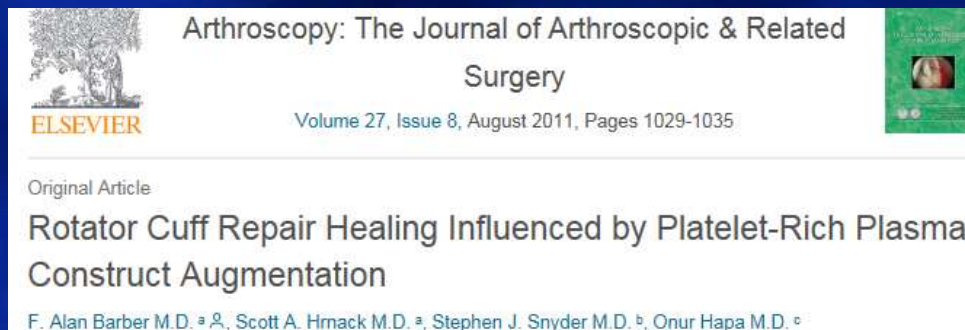 Arthroscopy: The Journal of Arthroscopic & Related
Surgery
ELSEVIER
Volume 27, Issue 8, August 2011, Pages 1029-1035
Original Article
Rotator Cuff Repair Healing Influenced by Platelet-Rich Plasma
Construct Augmentation
F. Alan Barber M.D. a, Scott A. Hrnack M.D. a, Stephen J. Snyder M.D. b, Onur Hapa M.D. c